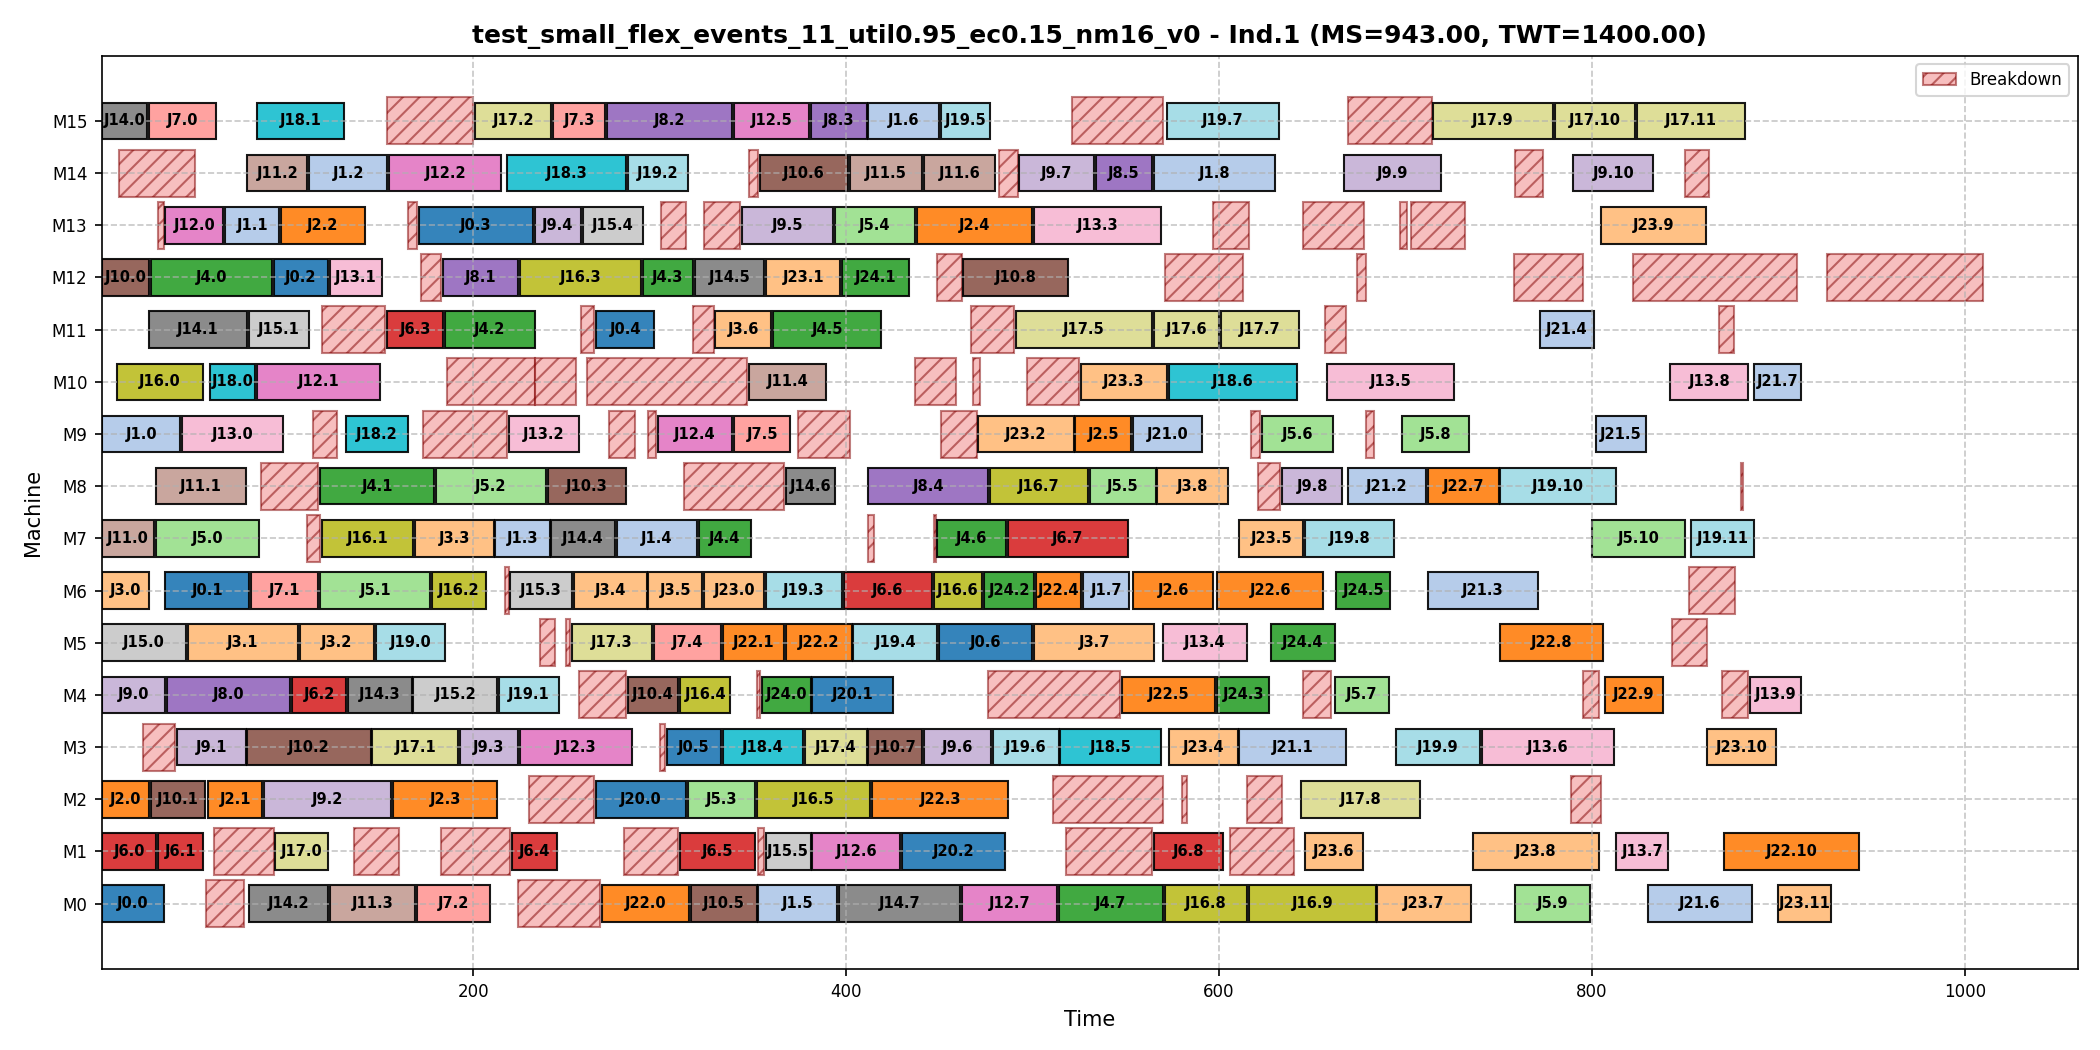 test_small_flex_events_11_util0.95_ec0.15_nm16_v0 - Ind.1 (MS=943.00, TWT=1400.00)
Breakdown
M15 J14.0 J7.0 J18.1 J17.2 J7.3 J8.2 J12.5 J8.3 J1.6 J19.5 J19.7 J17.9 J17.10 J17.11
M14 J11.2 J1.2 J12.2 J18.3 J19.2 J10.6 J11.5 J11.6 J9.7 J8.5 J1.8 J9.9 J9.10
M13 J12.0 J1.1 J2.2 J0.3 J9.4 J15.4 J9.5 J5.4 J2.4 J13.3 J23.9
M12 J10.0 J4.0 J0.2 J13.1 J8.1 J16.3 J4.3 J14.5 J23.1 J24.1 J10.8
M11 J14.1 J15.1 J6.3 J4.2 J0.4 J3.6 J4.5 J17.5 J17.6 J17.7 J21.4
M10 J16.0 J18.0 J12.1 J11.4 J23.3 J18.6 J13.5 J13.8 J21.7
M9 J1.0 J13.0 J18.2 J13.2 J12.4 J7.5 J23.2 J2.5 J21.0 J5.6 J5.8 J21.5
M8 J11.1 J4.1 J5.2 J10.3 J14.6 J8.4 J16.7 J5.5 J3.8 J9.8 J21.2 J22.7 J19.10
M7 J11.0 J5.0 J16.1 J3.3 J1.3 J14.4 J1.4 J4.4 J4.6 J6.7 J23.5 J19.8 J5.10 J19.11
M6 J3.0 J0.1 J7.1 J5.1 J16.2 J15.3 J3.4 J3.5 J23.0 J19.3 J6.6 J16.6 J24.2 J22.4 J1.7 J2.6 J22.6 J24.5 J21.3
M5 J15.0 J3.1 J3.2 J19.0 J17.3 J7.4 J22.1 J22.2 J19.4 J0.6 J3.7 J13.4 J24.4 J22.8
M4 J9.0 J8.0 J6.2 J14.3 J15.2 J19.1 J10.4 J16.4 J24.0 J20.1 J22.5 J24.3 J5.7 J22.9 J13.9
M3 J9.1 J10.2 J17.1 J9.3 J12.3 J0.5 J18.4 J17.4 J10.7 J9.6 J19.6 J18.5 J23.4 J21.1 J19.9 J13.6 J23.10
M2 J2.0 J10.1 J2.1 J9.2 J2.3 J20.0 J5.3 J16.5 J22.3 J17.8
M1 J6.0 J6.1 J17.0 J6.4 J6.5 J15.5 J12.6 J20.2 J6.8 J23.6 J23.8 J13.7 J22.10
M0 J0.0 J14.2 J11.3 J7.2 J22.0 J10.5 J1.5 J14.7 J12.7 J4.7 J16.8 J16.9 J23.7 J5.9 J21.6 J23.11
Machine
200 400 600 800 1000
Time